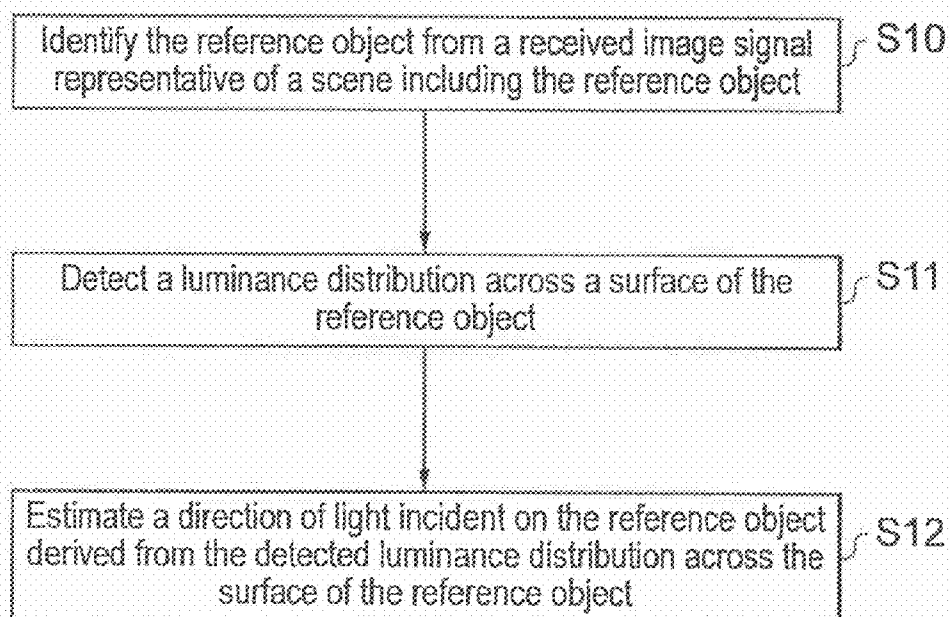 Identify the reference object from a received image signal
representative of a scene including the reference object
S10
Detect a luminance distribution across a surface of the
reference object
S11
Estimate a direction of light incident on the reference object
derived from the detected luminance distribution across the
surface of the reference object
S12